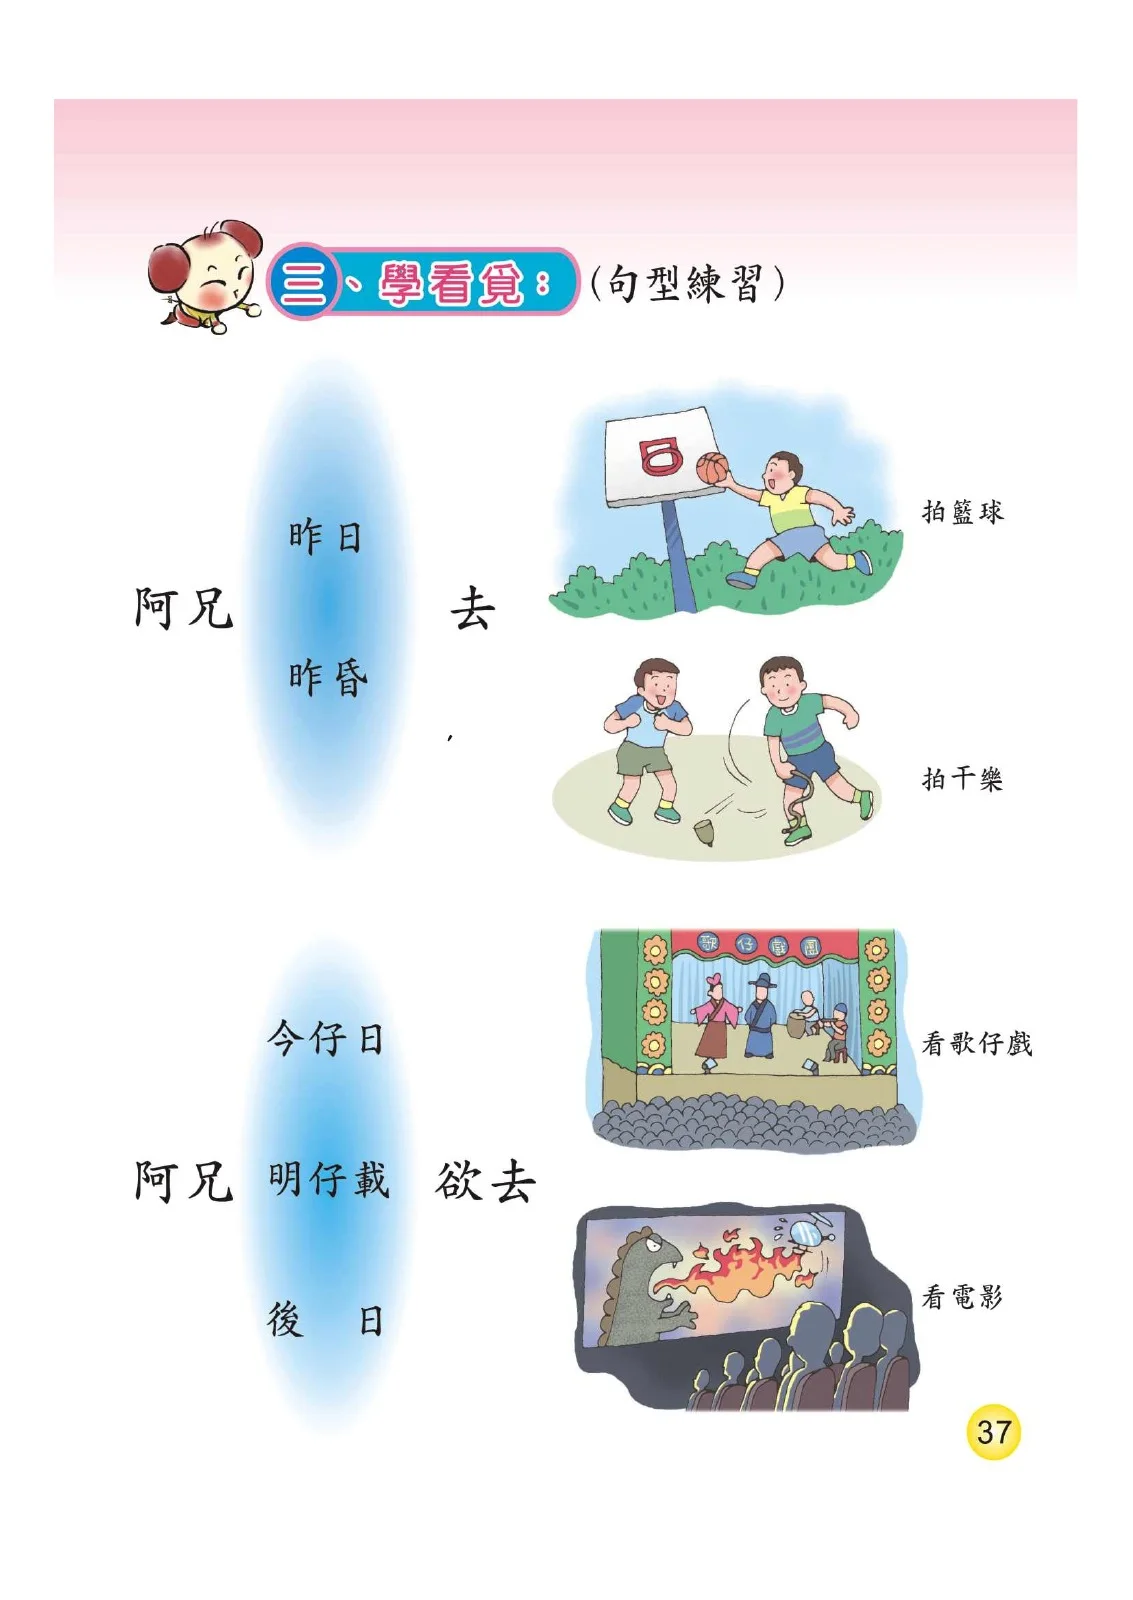 三、學看覓：(句型練習)
昨日
阿兄
去
昨昏
拍籃球
拍干樂
歌仔戲團
今仔日
阿兄
明仔載
欲去
後日
看歌仔戲
看電影
37